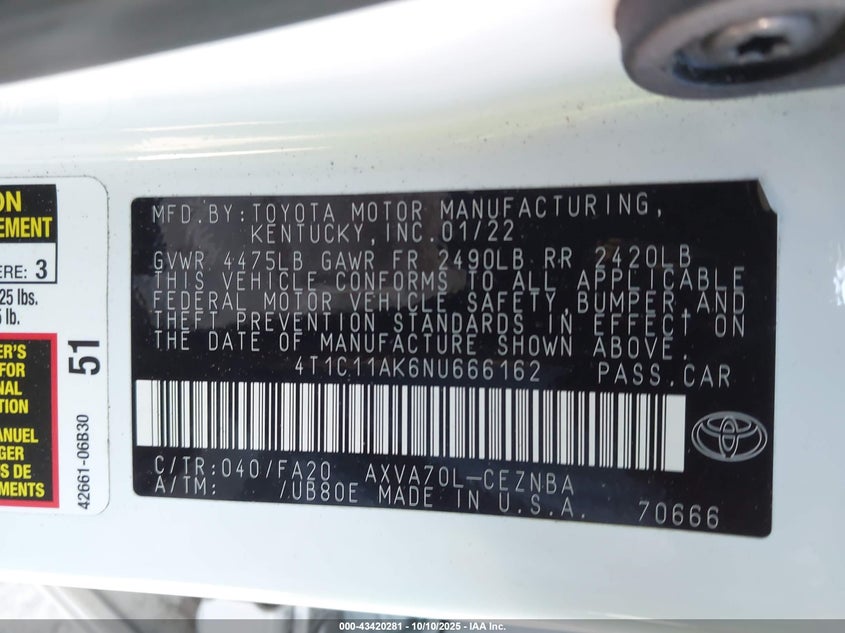 ON
EMENT
ERE: 3
25 lbs.
5 lb.
ER'S
FOR
NAL
TION
ANUEL
GER
S DE
EMENTS
51
42661-06B30
MFD.BY:TOYOTA MOTOR MANUFACTURING,
KENTUCKY,INC.01/22
GVWR 4475LB GAWR FR 2490LB RR 2420LB
THIS VEHICLE CONFORMS TO ALL APPLICABLE
FEDERAL MOTOR VEHICLE SAFETY,BUMPER,AND
THEFT PREVENTION STANDARDS IN EFFECT ON
THE DATE OF MANUFACTURE SHOWN ABOVE.
4T1C11AK6NU666162 PASS.CAR
C/TR:040/FA20 AXVA70L-CEZNBA
A/TM: /UB80E MADE IN U.S.A. 70666
000-43420281 - 10/10/2025 - IAA Inc.